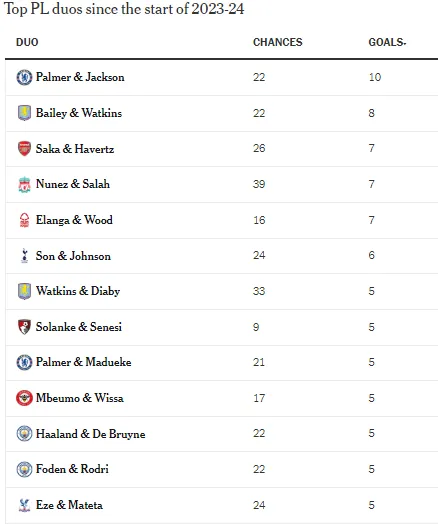 Top PL duos since the start of 2023-24
DUO CHANCES GOALS
Palmer & Jackson 22 10
Bailey & Watkins 22 8
Saka & Havertz 26 7
Nunez & Salah 39 7
Elanga & Wood 16 7
Son & Johnson 24 6
Watkins & Diaby 33 5
Solanke & Senesi 9 5
Palmer & Madueke 21 5
Mbeumo & Wissa 17 5
Haaland & De Bruyne 22 5
Foden & Rodri 22 5
Eze & Mateta 24 5